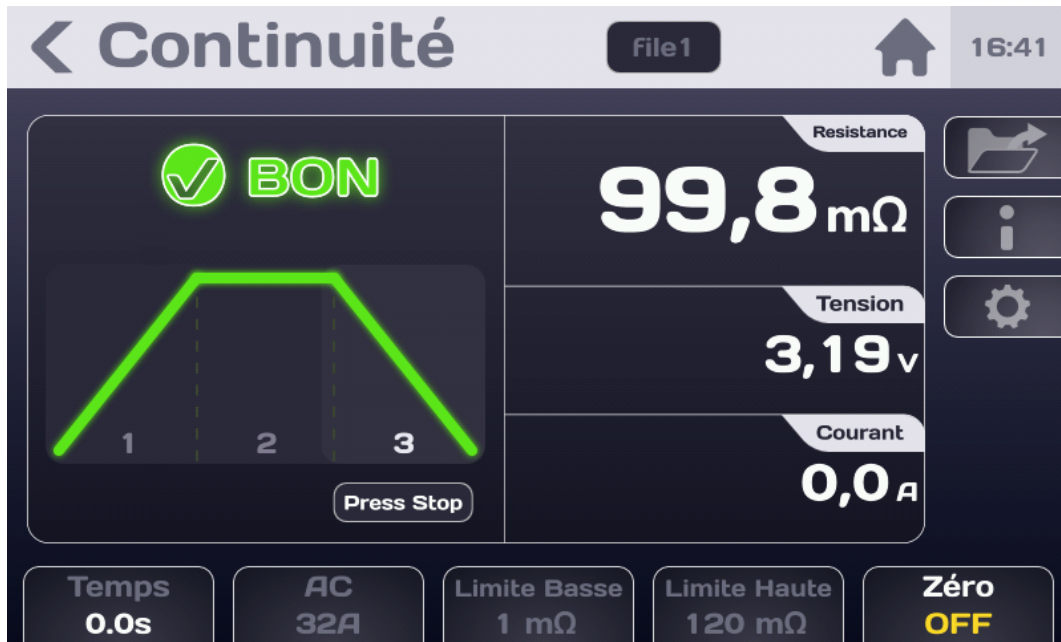 Continuité
file1
16:41
BON
1
2
3
Press Stop
Resistance
99,8 mΩ
Tension
3,19 v
Courant
0,0 A
Temps
0.0s
AC
32A
Limite Basse
1 mΩ
Limite Haute
120 mΩ
Zéro
OFF